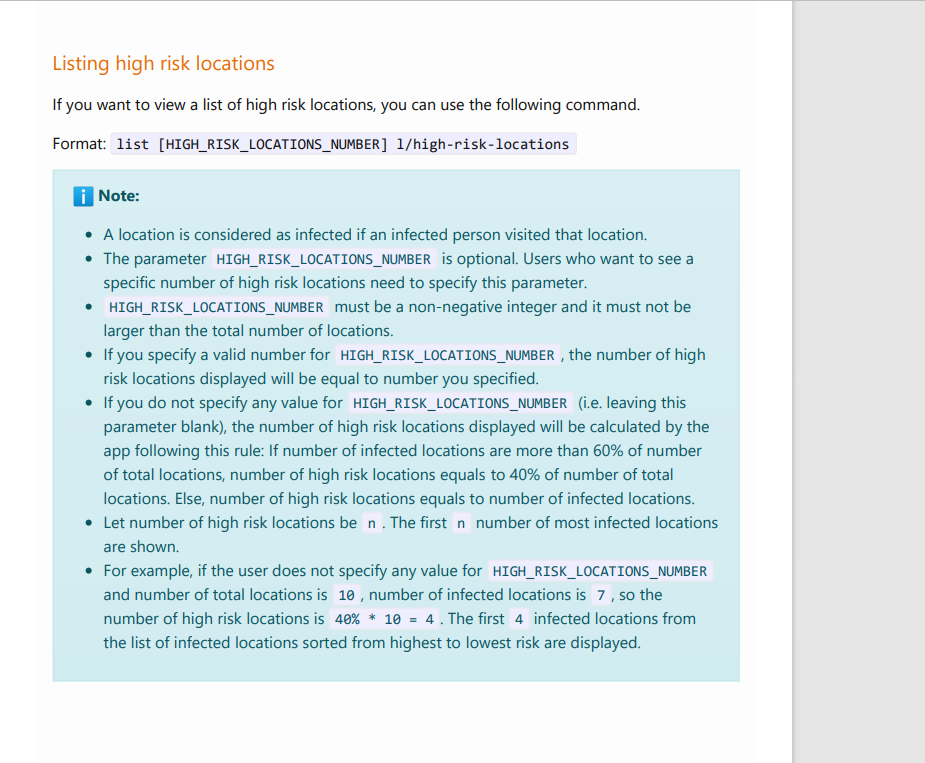 Listing high risk locations
If you want to view a list of high risk locations, you can use the following command.
Format: list [HIGH_RISK_LOCATIONS_NUMBER] l/high-risk-locations
i Note:
• A location is considered as infected if an infected person visited that location.
• The parameter HIGH_RISK_LOCATIONS_NUMBER is optional. Users who want to see a
specific number of high risk locations need to specify this parameter.
• HIGH_RISK_LOCATIONS_NUMBER must be a non-negative integer and it must not be
larger than the total number of locations.
• If you specify a valid number for HIGH_RISK_LOCATIONS_NUMBER , the number of high
risk locations displayed will be equal to number you specified.
• If you do not specify any value for HIGH_RISK_LOCATIONS_NUMBER (i.e. leaving this
parameter blank), the number of high risk locations displayed will be calculated by the
app following this rule: If number of infected locations are more than 60% of number
of total locations, number of high risk locations equals to 40% of number of total
locations. Else, number of high risk locations equals to number of infected locations.
• Let number of high risk locations be n . The first n number of most infected locations
are shown.
• For example, if the user does not specify any value for HIGH_RISK_LOCATIONS_NUMBER
and number of total locations is 10 , number of infected locations is 7 , so the
number of high risk locations is 40% * 10 = 4 . The first 4 infected locations from
the list of infected locations sorted from highest to lowest risk are displayed.